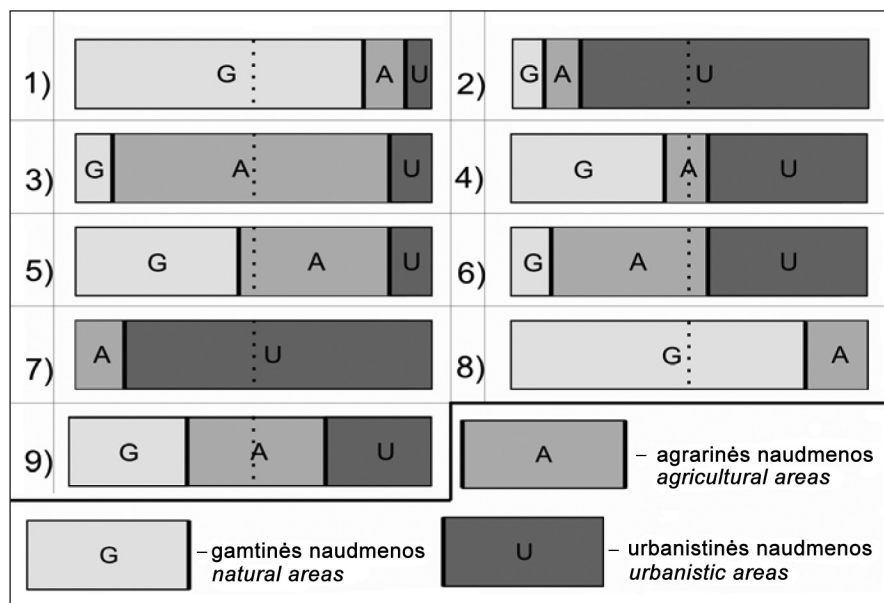 1) G A U
2) G A U
3) G A U
4) G A U
5) G A U
6) G A U
7) A U
8) G A
9) G A U
A – agrarinės naudmenos
agricultural areas
G – gamtinės naudmenos
natural areas
U – urbanistinės naudmenos
urbanistic areas